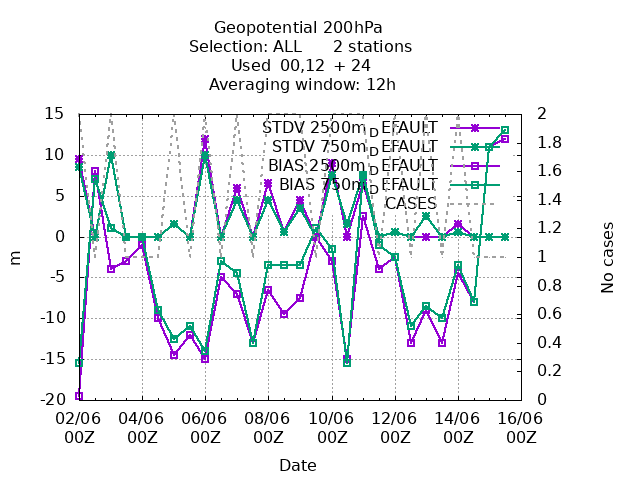 Geopotential 200hPa
Selection: ALL 2 stations
Used 00,12 + 24
Averaging window: 12h
15 10 5 0 -5 -10 -15 -20
m
2 1.8 1.6 1.4 1.2 1 0.8 0.6 0.4 0.2 0
No cases
STDV 2500m_DEFAULT
STDV 750m_DEFAULT
BIAS 2500m_DEFAULT
BIAS 750m_DEFAULT
CASES
02/06 04/06 06/06 08/06 10/06 12/06 14/06 16/06
00Z 00Z 00Z 00Z 00Z 00Z 00Z 00Z
Date